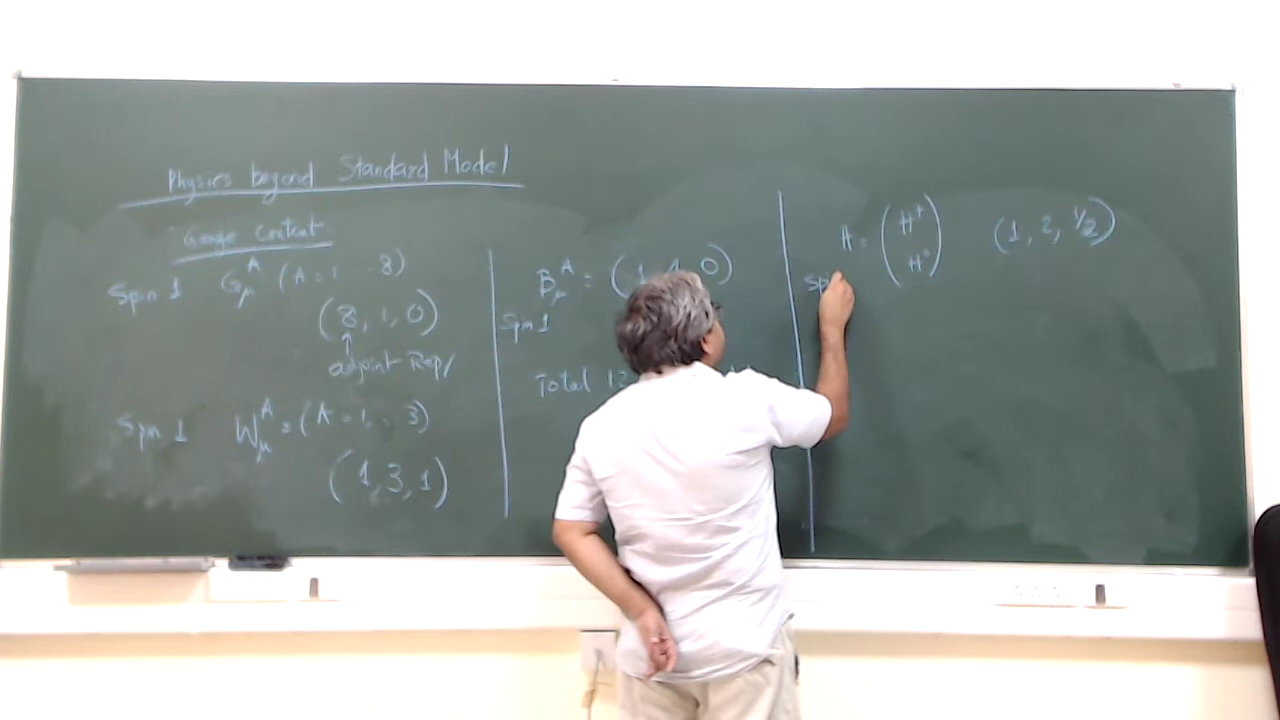 Physics beyond Standard Model
Gauge Content
Spin 1 G_μ^A (A = 1 8)
(8, 1, 0)
↑
adjoint Rep/
Spin 1 W_μ^A = (A = 1, .. 3)
(1, 3, 1)
B_μ^A = (1, 1, 0)
Spin 1
Total 12
H = (H^+ H^0) (1, 2, 1/2)
Spi